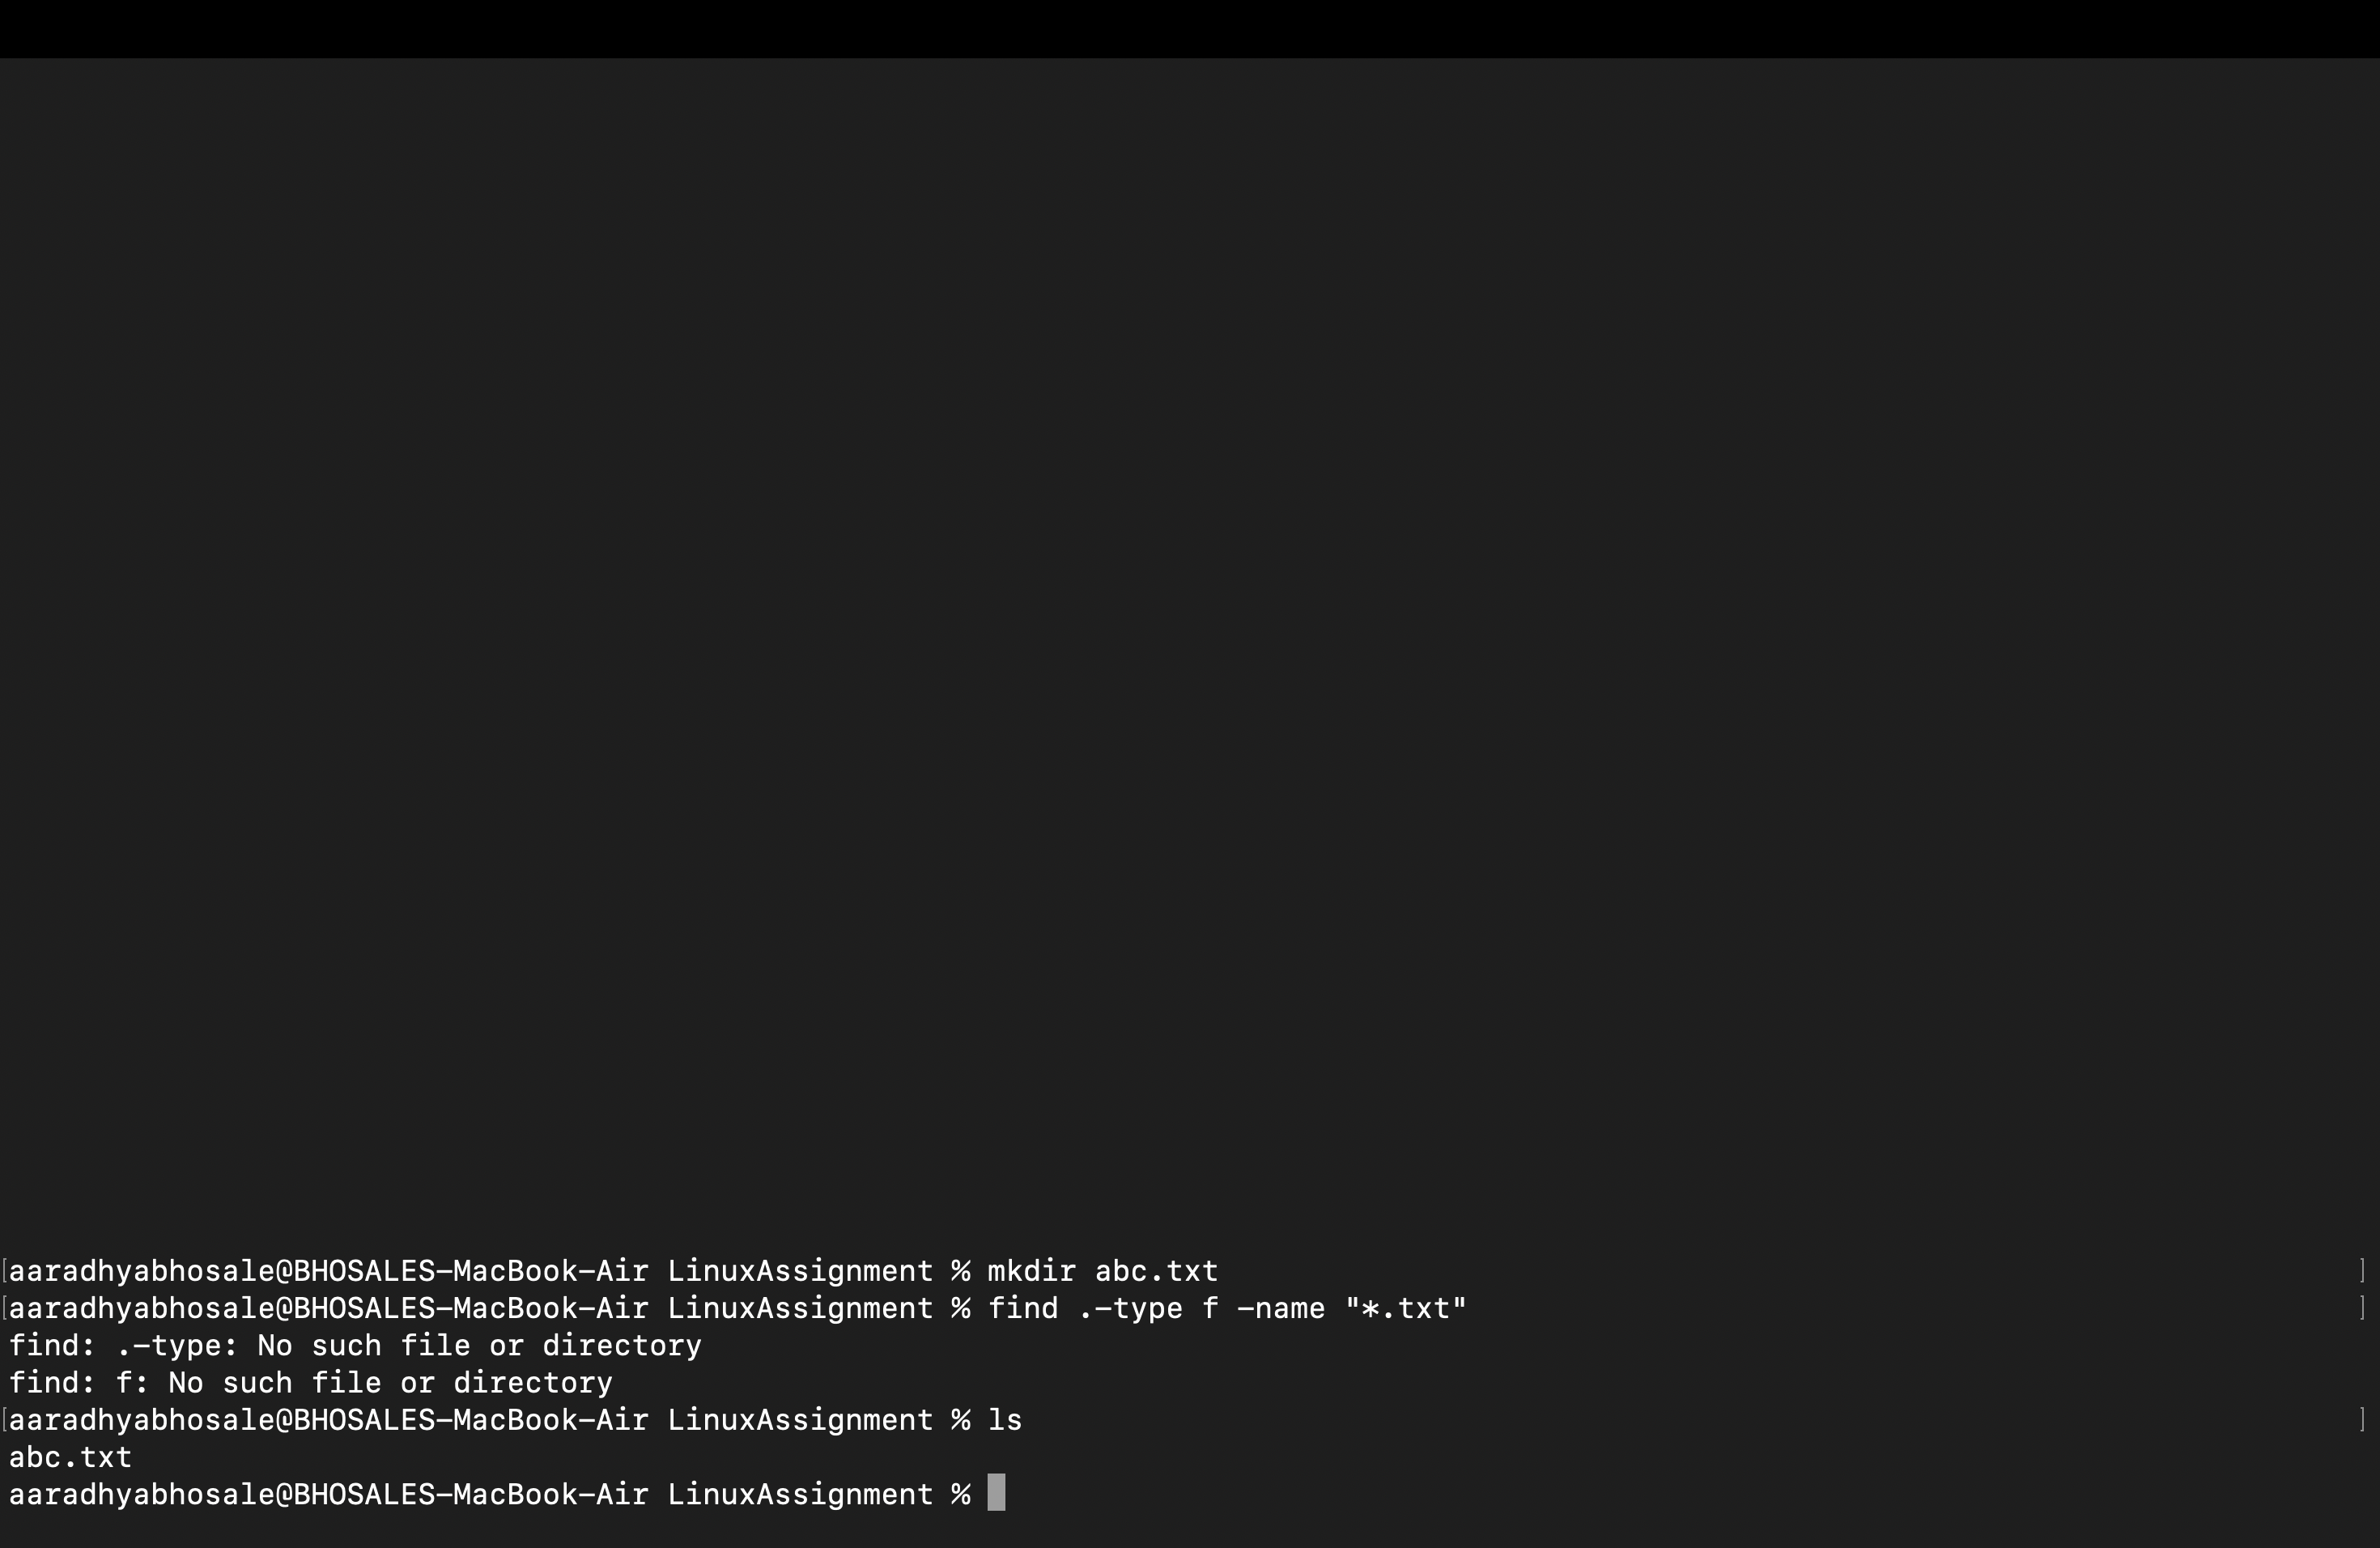 [aaradhyabhosale@BHOSALES-MacBook-Air LinuxAssignment % mkdir abc.txt ]
[aaradhyabhosale@BHOSALES-MacBook-Air LinuxAssignment % find .-type f -name "*.txt" ]
find: .-type: No such file or directory
find: f: No such file or directory
[aaradhyabhosale@BHOSALES-MacBook-Air LinuxAssignment % ls ]
abc.txt
aaradhyabhosale@BHOSALES-MacBook-Air LinuxAssignment %